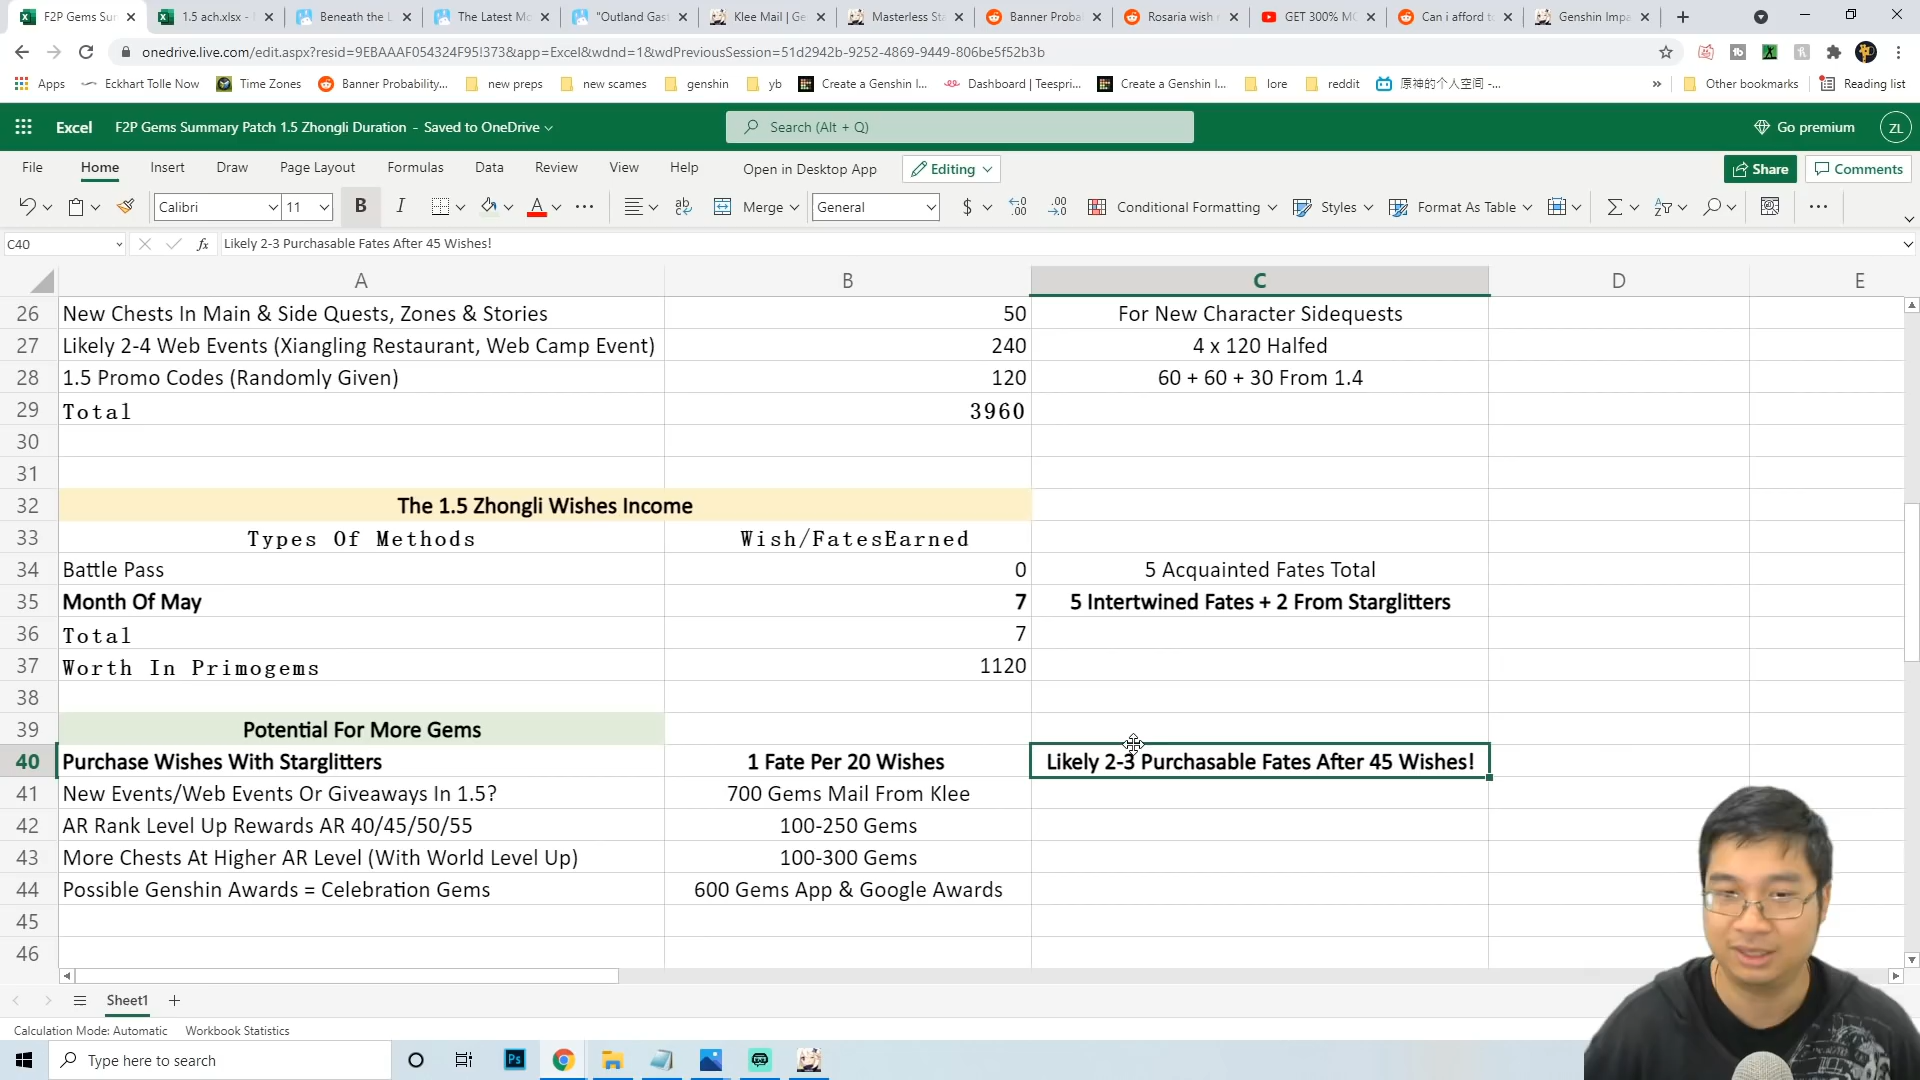 F2P Gems Sum
1.5 ach.xlsx -
Beneath the L
The Latest Mo
"Outland Gast
Klee Mail | Ge
Masterless Sta
Banner Proba
Rosaria wish
GET 300% MO
Can i afford to
Genshin Impa
onedrive.live.com/edit.aspx?resid=9EBAAAF054324F95!373&app=Excel&wdnd=1&wdPreviousSession=51d2942b-9252-4869-9449-806be5f52b3b
Apps
Eckhart Tolle Now
Time Zones
Banner Probability...
new preps
new scames
genshin
yb
Create a Genshin I...
Dashboard | Teespri...
Create a Genshin I...
lore
reddit
原神的个人空间 -...
»
Other bookmarks
Reading list
Excel
F2P Gems Summary Patch 1.5 Zhongli Duration - Saved to OneDrive
Search (Alt + Q)
Go premium
ZL
File
Home
Insert
Draw
Page Layout
Formulas
Data
Review
View
Help
Open in Desktop App
Editing
Share
Comments
Calibri
11
B
I
A
ab
Merge
General
$
Conditional Formatting
Styles
Format As Table
C40
fx
Likely 2-3 Purchasable Fates After 45 Wishes!
A B C D E
26 New Chests In Main & Side Quests, Zones & Stories 50 For New Character Sidequests
27 Likely 2-4 Web Events (Xiangling Restaurant, Web Camp Event) 240 4 x 120 Halfed
28 1.5 Promo Codes (Randomly Given) 120 60 + 60 + 30 From 1.4
29 Total 3960
30
31
32 The 1.5 Zhongli Wishes Income
33 Types Of Methods Wish/FatesEarned
34 Battle Pass 0 5 Acquainted Fates Total
35 Month Of May 7 5 Intertwined Fates + 2 From Starglitters
36 Total 7
37 Worth In Primogems 1120
38
39 Potential For More Gems
40 Purchase Wishes With Starglitters 1 Fate Per 20 Wishes Likely 2-3 Purchasable Fates After 45 Wishes!
41 New Events/Web Events Or Giveaways In 1.5? 700 Gems Mail From Klee
42 AR Rank Level Up Rewards AR 40/45/50/55 100-250 Gems
43 More Chests At Higher AR Level (With World Level Up) 100-300 Gems
44 Possible Genshin Awards = Celebration Gems 600 Gems App & Google Awards
45
46
Sheet1
Calculation Mode: Automatic
Workbook Statistics
Type here to search
Ps